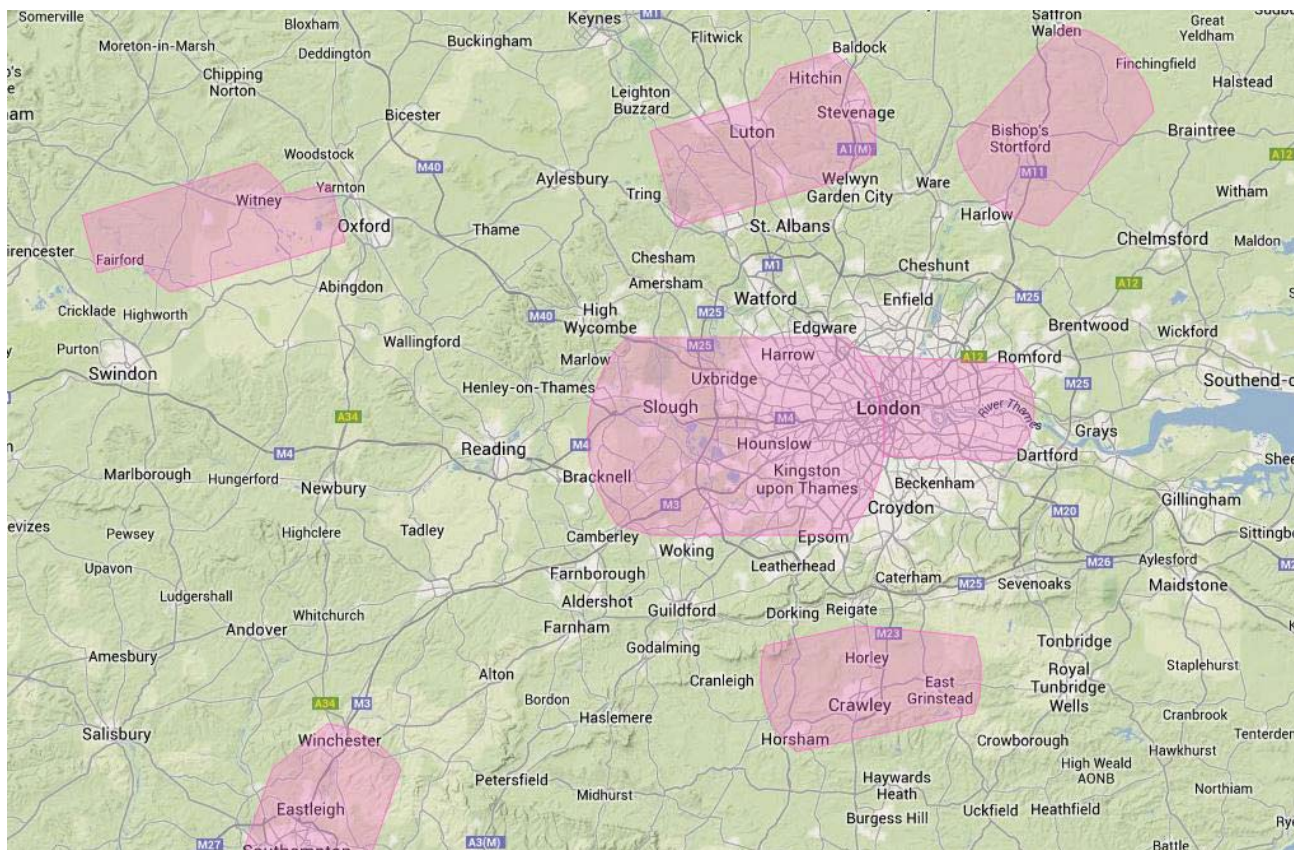 Somerville
Bloxham
Keynes
M1
Saffron
Walden
Great
Yeldham
Moreton-in-Marsh
Deddington
Buckingham
Flitwick
Baldock
Finchingfield
Chipping
Norton
Leighton
Buzzard
Hitchin
Halstead
Bicester
Luton
Stevenage
Bishop's
Stortford
Braintree
A12
Woodstock
M40
Aylesbury
A1(M)
Welwyn
Garden City
Ware
M11
Witham
Yarnton
Witney
Tring
Harlow
Oxford
Thame
St. Albans
Chelmsford
Maldon
irencester
Fairford
Chesham
Amersham
M1
Cheshunt
Abingdon
Watford
Enfield
M25
A12
Cricklade
Highworth
M40
High
Wycombe
M25
Edgware
Brentwood
Wickford
Purton
Wallingford
Marlow
M25
Harrow
A12
Romford
Swindon
Henley-on-Thames
Uxbridge
M25
Southend-o
A34
Slough
M4
London
River Thames
M4
Reading
M4
Hounslow
Grays
Marlborough
Hungerford
Newbury
Bracknell
Kingston
upon Thames
Dartford
Beckenham
Shee
evizes
Pewsey
Highclere
Tadley
M3
Croydon
M20
Gillingham
Camberley
Woking
Epsom
Sittingbo
Upavon
Farnborough
Leatherhead
Caterham
M25
Sevenoaks
M26
Aylesford
Maidstone
Ludgershall
Whitchurch
Aldershot
Guildford
Dorking
Reigate
Andover
Farnham
M23
Tonbridge
Amesbury
Godalming
Horley
Royal
Tunbridge
Wells
Staplehurst
Alton
Cranleigh
East
Grinstead
A34
M3
Bordon
Haslemere
Crawley
Cranbrook
Salisbury
Winchester
Horsham
Crowborough
Hawkhurst
Tenterden
Petersfield
Midhurst
Haywards
Heath
High Weald
AONB
Northiam
Eastleigh
Burgess Hill
Uckfield
Heathfield
M27
Southampton
A3(M)
Battle
Rye